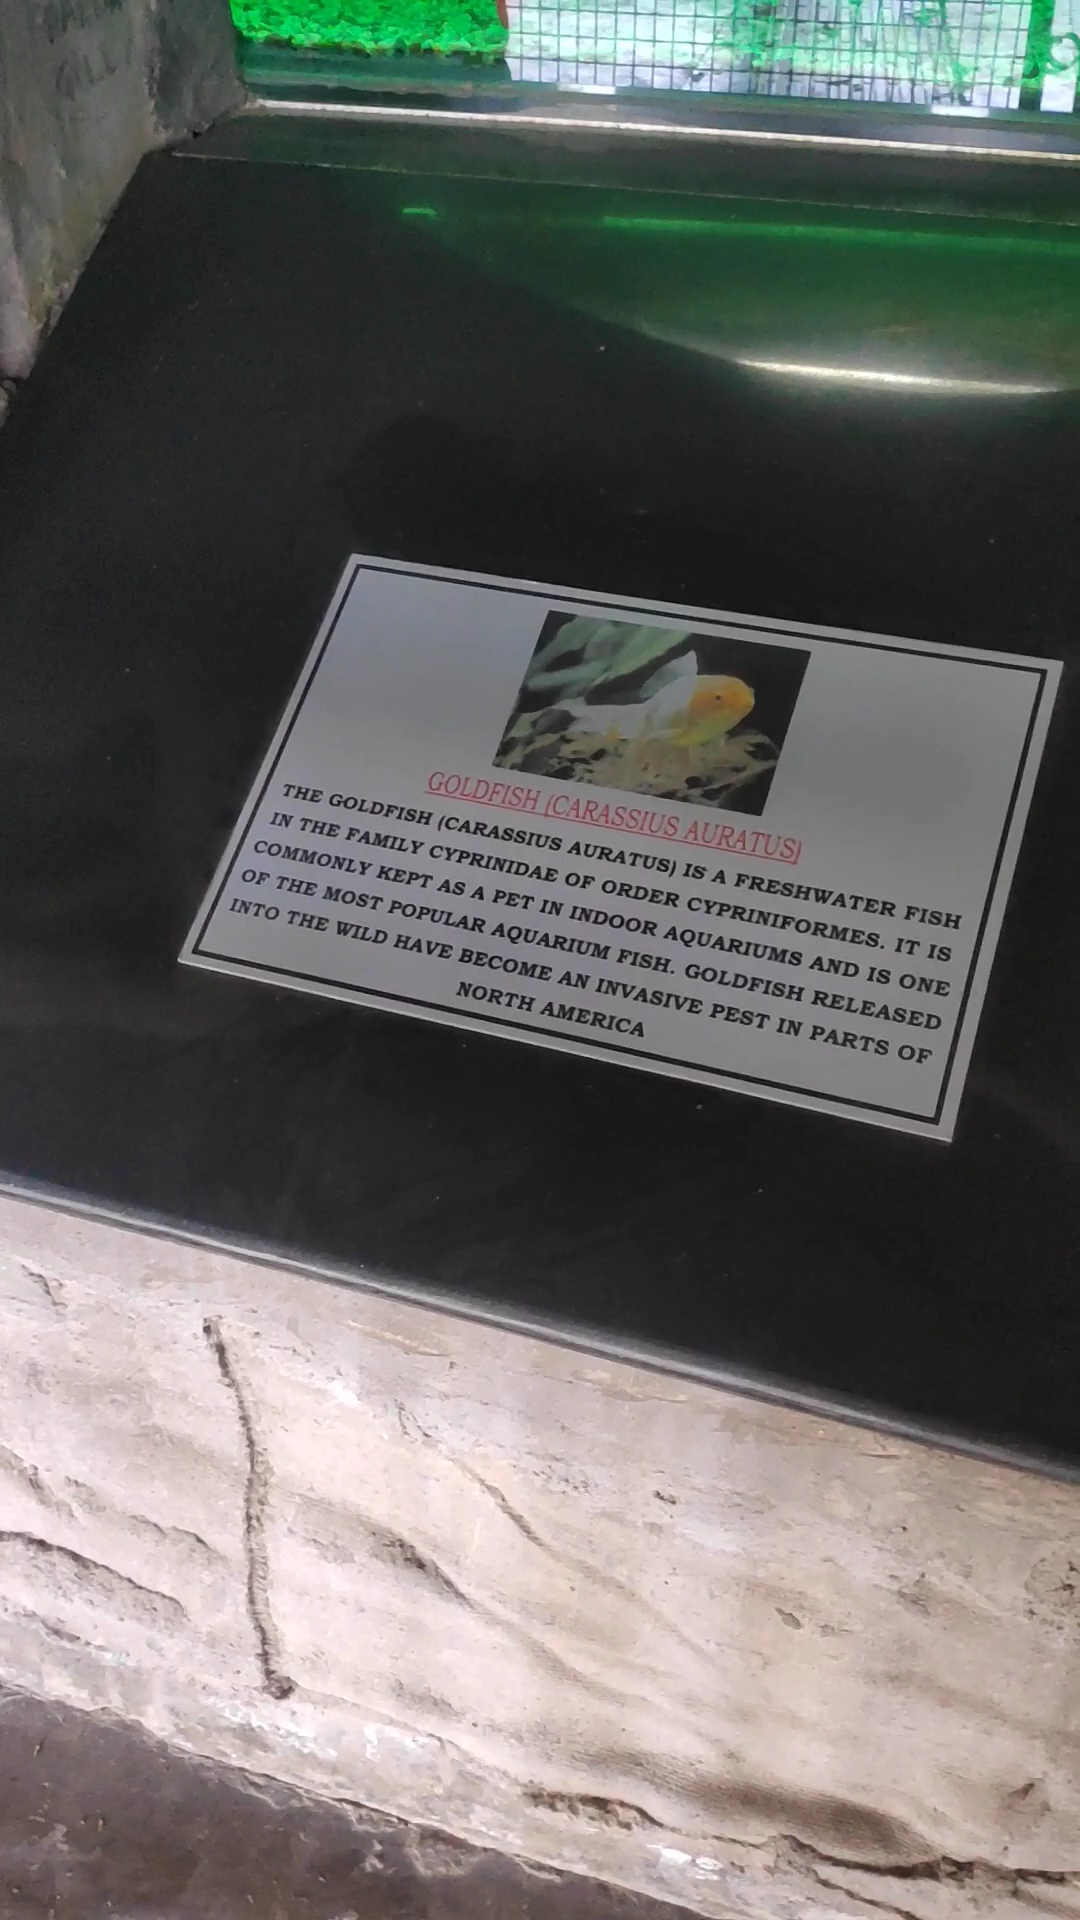 GOLDFISH (CARASSIUS AURATUS)
THE GOLDFISH (CARASSIUS AURATUS) IS A FRESHWATER FISH
IN THE FAMILY CYPRINIDAE OF ORDER CYPRINIFORMES. IT IS
COMMONLY KEPT AS A PET IN INDOOR AQUARIUMS AND IS ONE
OF THE MOST POPULAR AQUARIUM FISH. GOLDFISH RELEASED
INTO THE WILD HAVE BECOME AN INVASIVE PEST IN PARTS OF
NORTH AMERICA